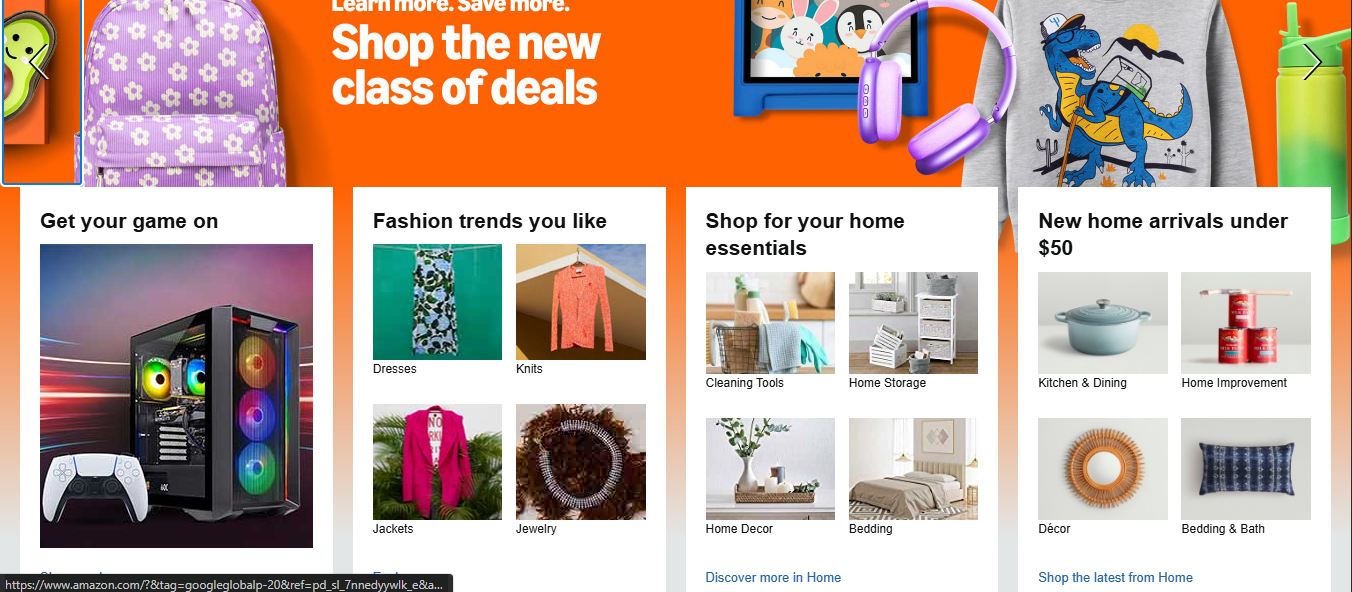 Learn more. Save more.
Shop the new
class of deals
Get your game on
Fashion trends you like
Dresses
Knits
Jackets
Jewelry
Shop for your home
essentials
Cleaning Tools
Home Storage
Home Decor
Bedding
Discover more in Home
New home arrivals under
$50
Kitchen & Dining
Home Improvement
Décor
Bedding & Bath
Shop the latest from Home
https://www.amazon.com/?&tag=googleglobalp-20&ref=pd_sl_7nnedyywlk_e&a...